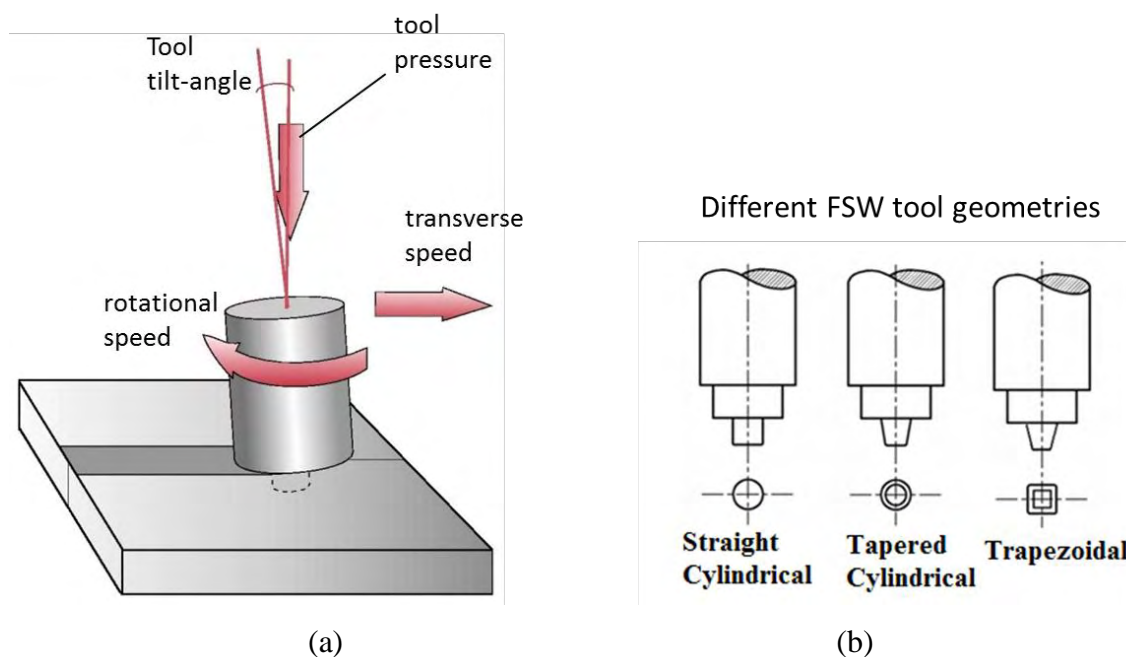 Tool
tilt-angle
tool
pressure
transverse
speed
rotational
speed
(a)
Different FSW tool geometries
Straight
Cylindrical
Tapered
Cylindrical
Trapezoidal
(b)